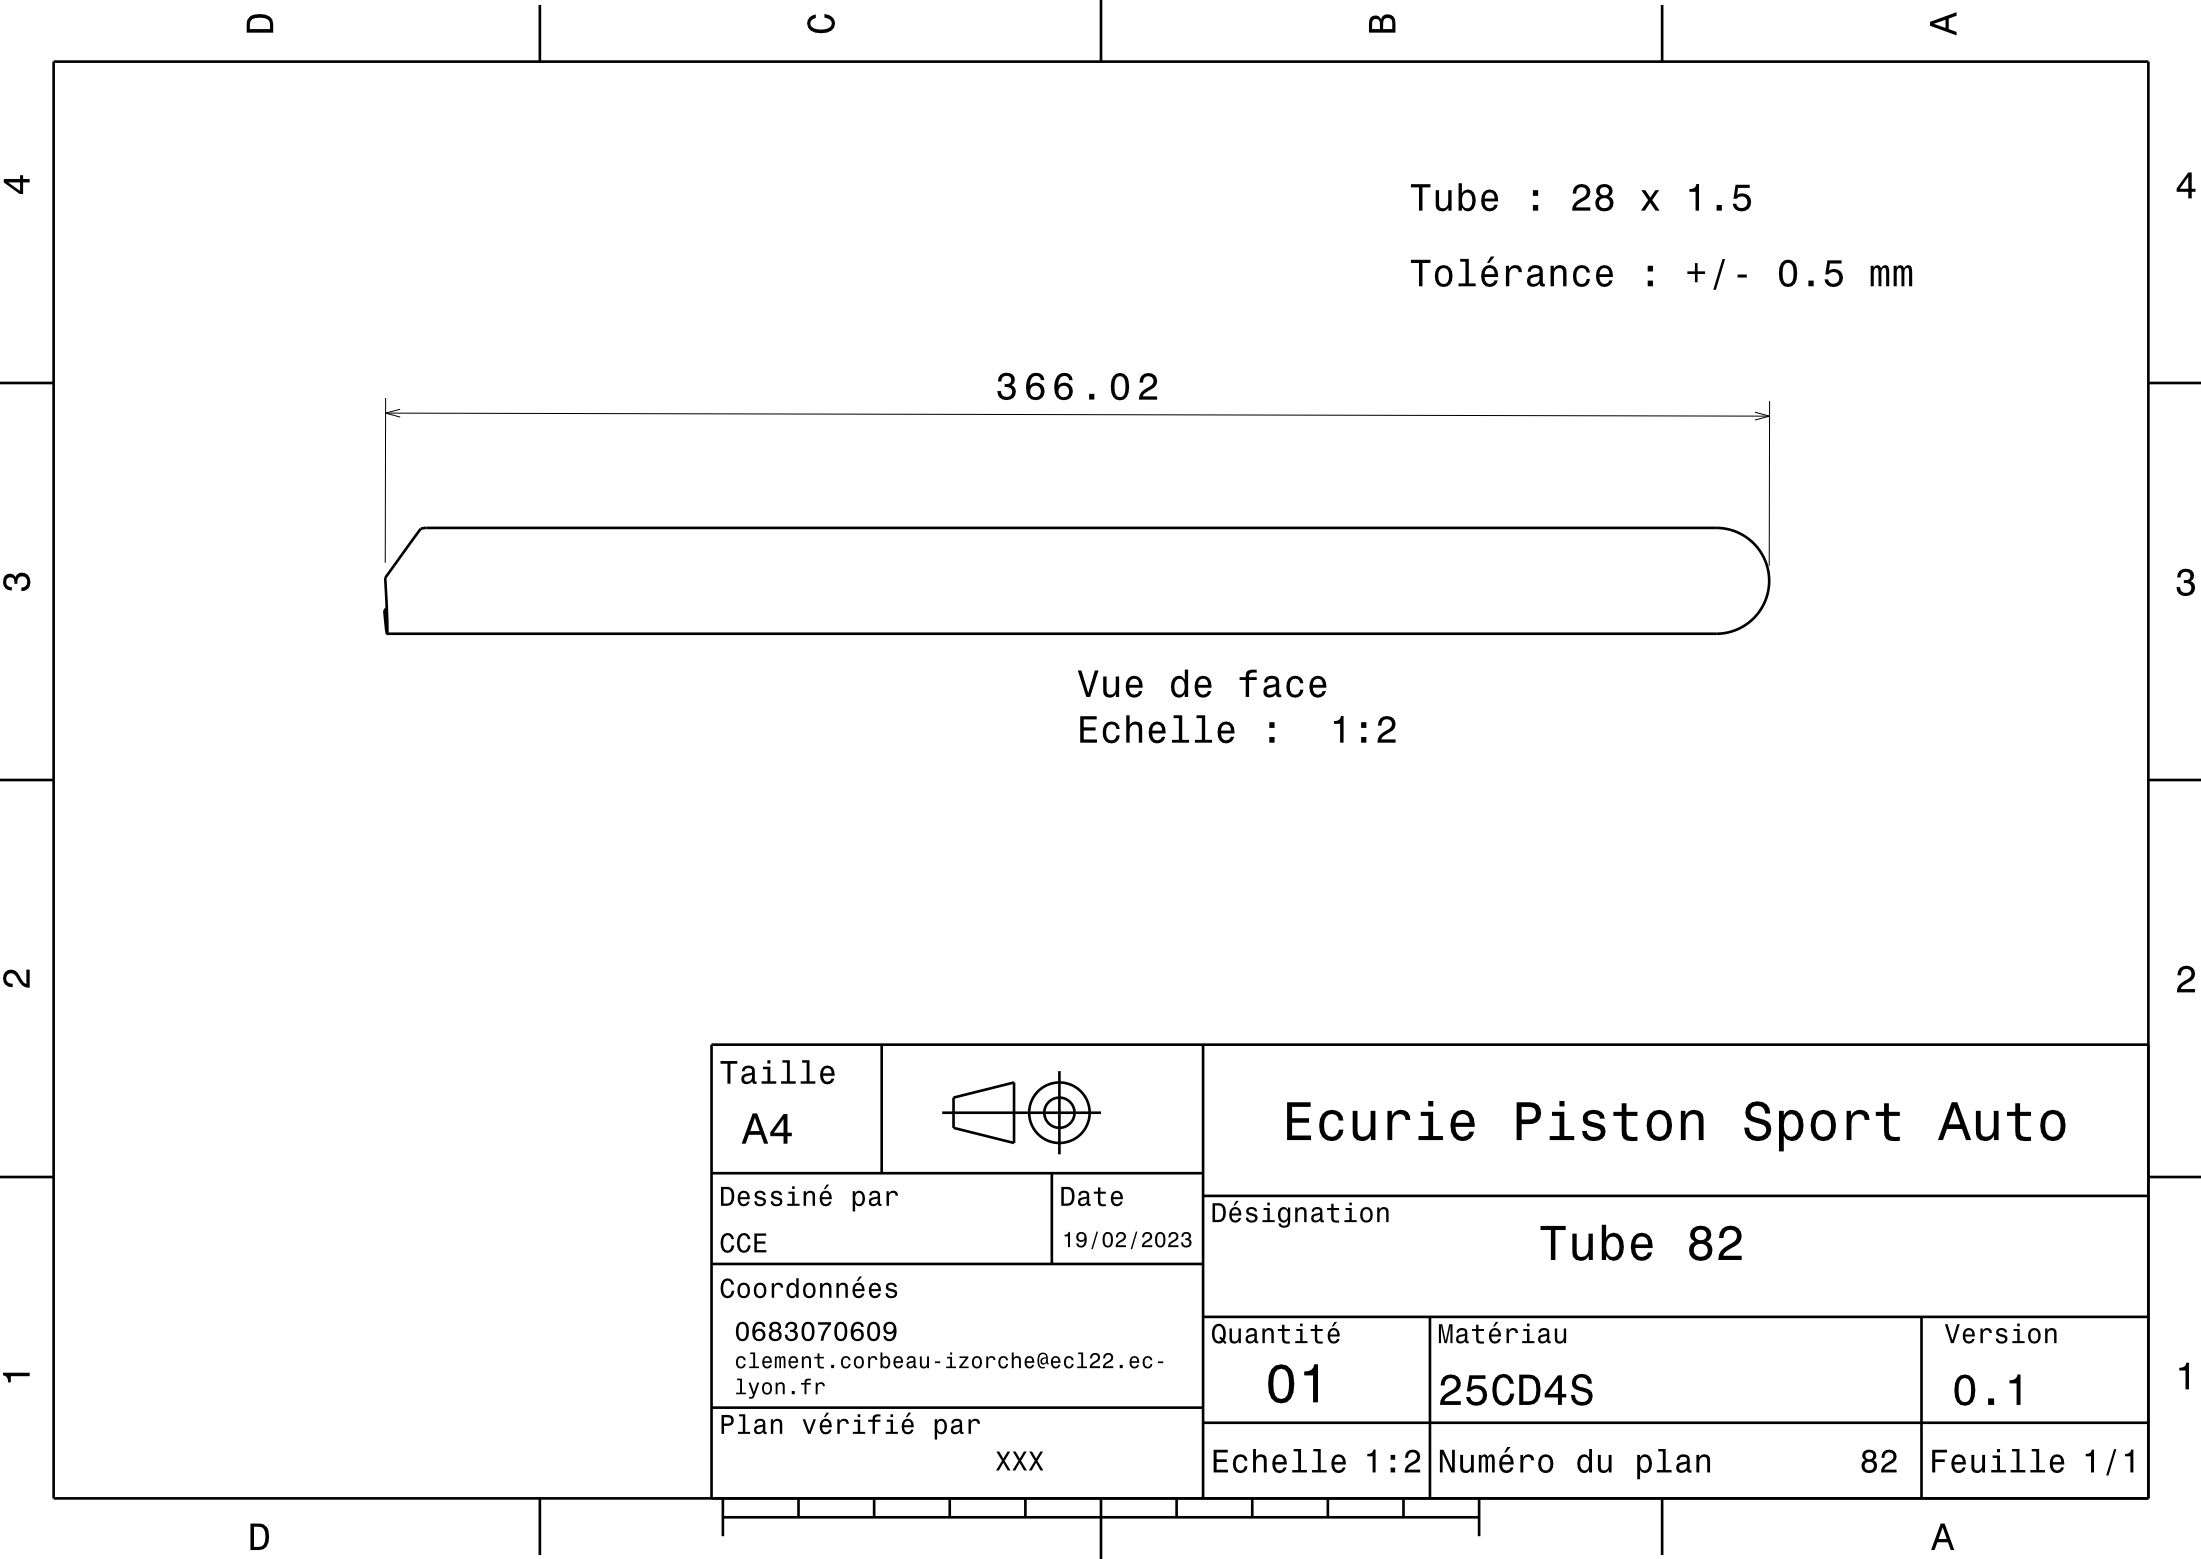 D C B A
4 4
Tube : 28 x 1.5
Tolérance : +/- 0.5 mm
366.02
3 3
Vue de face
Echelle : 1:2
2 2
Taille
A4
Ecurie Piston Sport Auto
Dessiné par
CCE
Date
19/02/2023
Désignation
Tube 82
Coordonnées
0683070609
clement.corbeau-izorche@ecl22.ec-
lyon.fr
Quantité
01
Matériau
25CD4S
Version
0.1
1 1
Plan vérifié par
XXX
Echelle 1:2
Numéro du plan 82
Feuille 1/1
D A